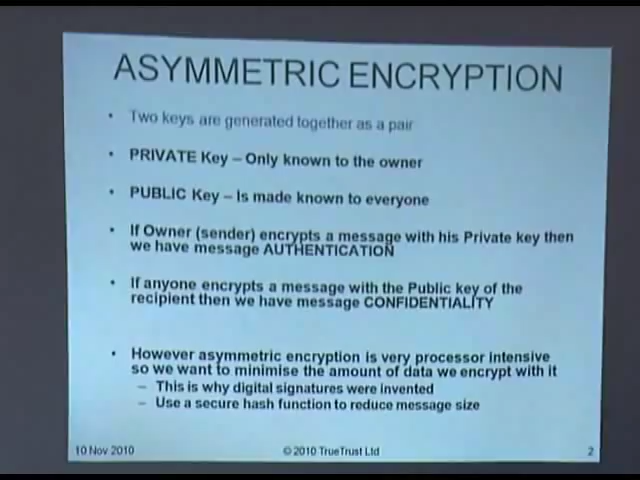 ASYMMETRIC ENCRYPTION
• Two keys are generated together as a pair
• PRIVATE Key – Only known to the owner
• PUBLIC Key – Is made known to everyone
• If Owner (sender) encrypts a message with his Private key then
we have message AUTHENTICATION
• If anyone encrypts a message with the Public key of the
recipient then we have message CONFIDENTIALITY
• However asymmetric encryption is very processor intensive
so we want to minimise the amount of data we encrypt with it
– This is why digital signatures were invented
– Use a secure hash function to reduce message size
10 Nov 2010
© 2010 TrueTrust Ltd
2